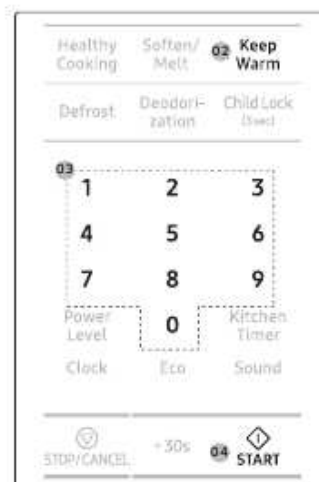 Healthy Soften/ 02 Keep
Cooking Melt Warm
Defrost Deodori- Child Lock
zation (3sec)
03
1 2 3
4 5 6
7 8 9
Power 0 Kitchen
Level Timer
Clock Eco Sound
STOP/CANCEL +30s 04 START